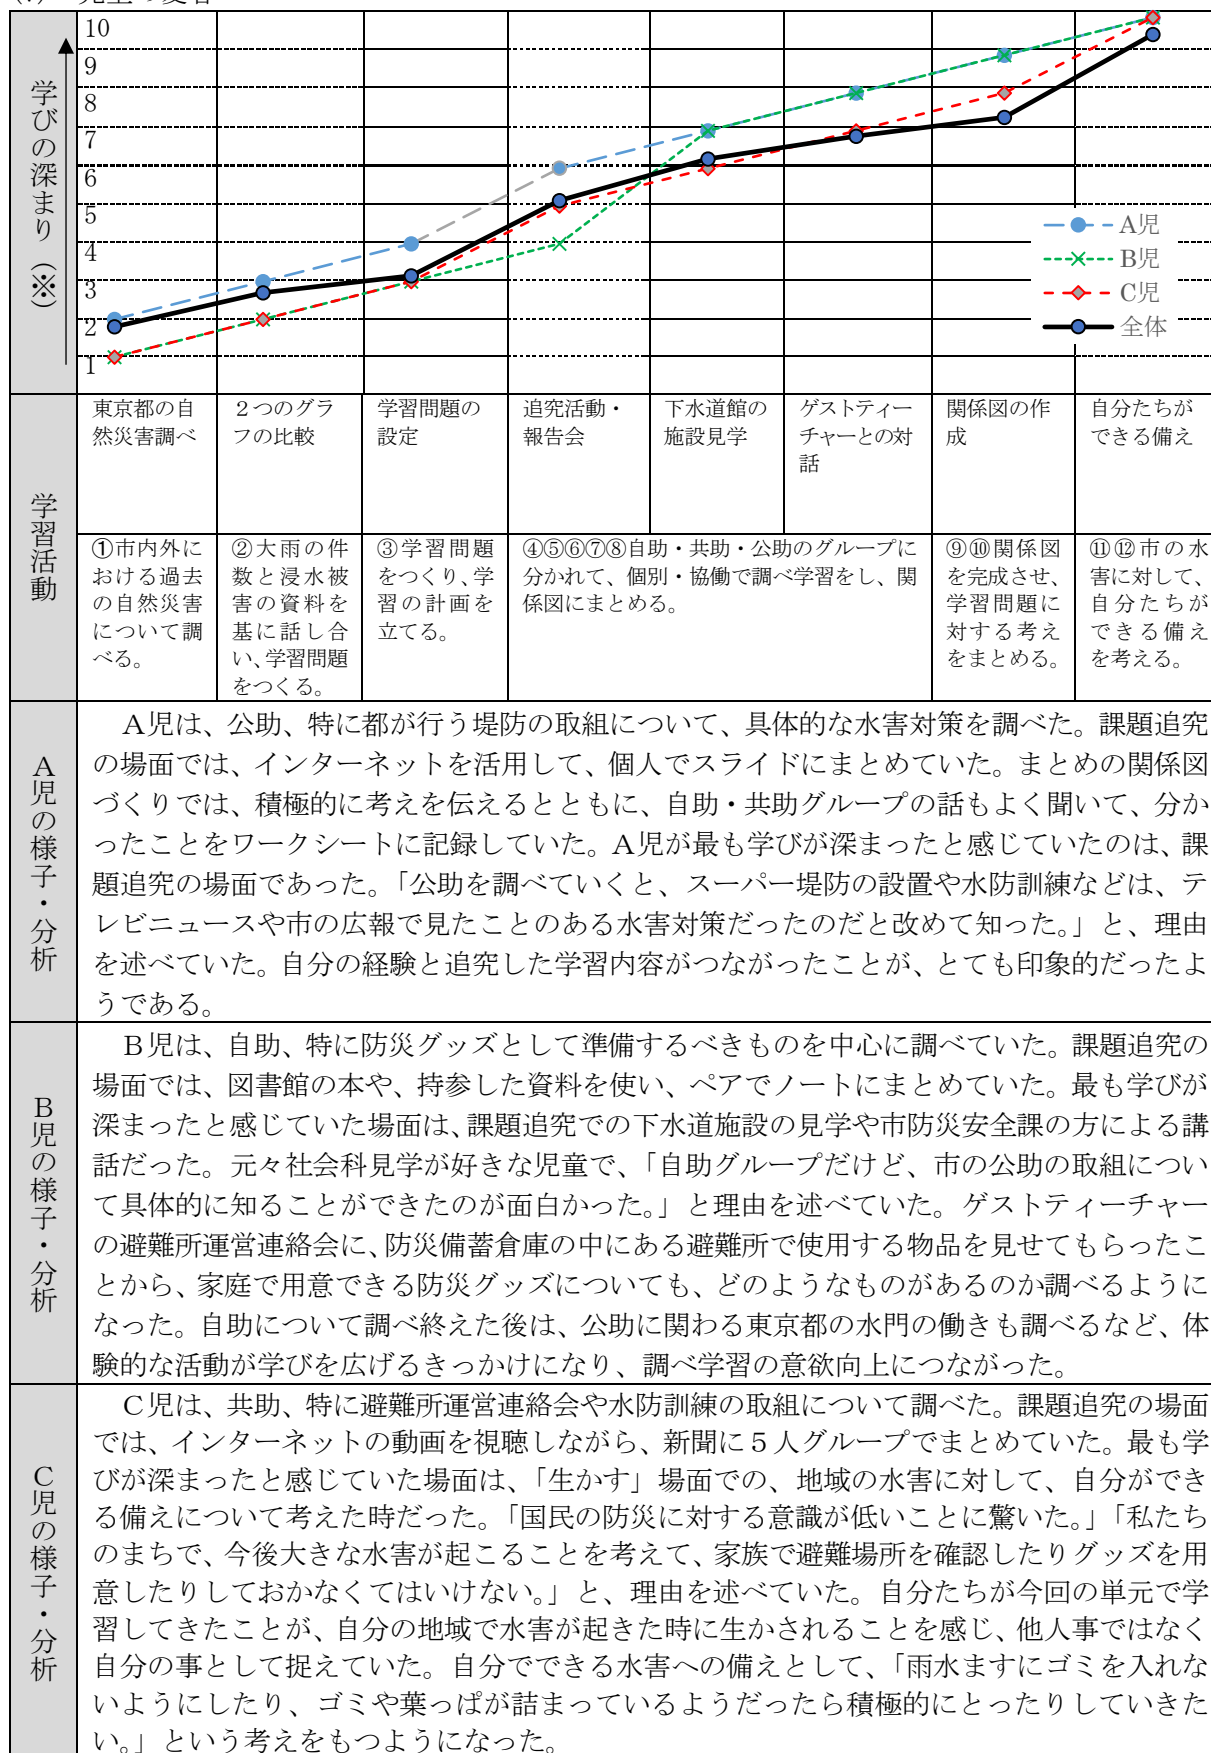 10
9
8
7
6
5
4
3
2
1
学びの深まり（※）
A児
B児
C児
全体
学習活動
東京都の自
然災害調べ
２つのグラ
フの比較
学習問題の
設定
追究活動・
報告会
下水道館の
施設見学
ゲストティー
チャーとの対
話
関係図の作
成
自分たちが
できる備え
①市内外に
おける過去
の自然災害
について調
べる。
②大雨の件
数と浸水被
害の資料を
基に話し合
い、学習問題
をつくる。
③学習問題
をつくり、学
習の計画を
立てる。
④⑤⑥⑦⑧自助・共助・公助のグループに
分かれて、個別・協働で調べ学習をし、関
係図にまとめる。
⑨⑩関係図
を完成させ、
学習問題に
対する考え
をまとめる。
⑪⑫市の水
害に対して、
自分たちが
できる備え
を考える。
A児の様子・分析
A児は、公助、特に都が行う堤防の取組について、具体的な水害対策を調べた。課題追究
の場面では、インターネットを活用して、個人でスライドにまとめていた。まとめの関係図
づくりでは、積極的に考えを伝えるとともに、自助・共助グループの話もよく聞いて、分か
ったことをワークシートに記録していた。A児が最も学びが深まったと感じていたのは、課
題追究の場面であった。「公助を調べていくと、スーパー堤防の設置や水防訓練などは、テ
レビニュースや市の広報で見たことのある水害対策だったのだと改めて知った。」と、理由
を述べていた。自分の経験と追究した学習内容がつながったことが、とても印象的だったよ
うである。
B児の様子・分析
B児は、自助、特に防災グッズとして準備するべきものを中心に調べていた。課題追究の
場面では、図書館の本や、持参した資料を使い、ペアでノートにまとめていた。最も学びが
深まったと感じていた場面は、課題追究での下水道施設の見学や市防災安全課の方による講
話だった。元々社会科見学が好きな児童で、「自助グループだけど、市の公助の取組につい
て具体的に知ることができたのが面白かった。」と理由を述べていた。ゲストティーチャー
の避難所運営連絡会に、防災備蓄倉庫の中にある避難所で使用する物品を見せてもらったこ
とから、家庭で用意できる防災グッズについても、どのようなものがあるのか調べるように
なった。自助について調べ終えた後は、公助に関わる東京都の水門の働きも調べるなど、体
験的な活動が学びを広げるきっかけになり、調べ学習の意欲向上につながった。
C児の様子・分析
C児は、共助、特に避難所運営連絡会や水防訓練の取組について調べた。課題追究の場面
では、インターネットの動画を視聴しながら、新聞に５人グループでまとめていた。最も学
びが深まったと感じていた場面は、「生かす」場面での、地域の水害に対して、自分ができ
る備えについて考えた時だった。「国民の防災に対する意識が低いことに驚いた。」「私たち
のまちで、今後大きな水害が起こることを考えて、家族で避難場所を確認したりグッズを用
意したりしておかなくてはいけない。」と、理由を述べていた。自分たちが今回の単元で学
習してきたことが、自分の地域で水害が起きた時に生かされることを感じ、他人事ではなく
自分の事として捉えていた。自分でできる水害への備えとして、「雨水ますにゴミを入れな
いようにしたり、ゴミや葉っぱが詰まっているようだったら積極的にとったりしていきた
い。」という考えをもつようになった。